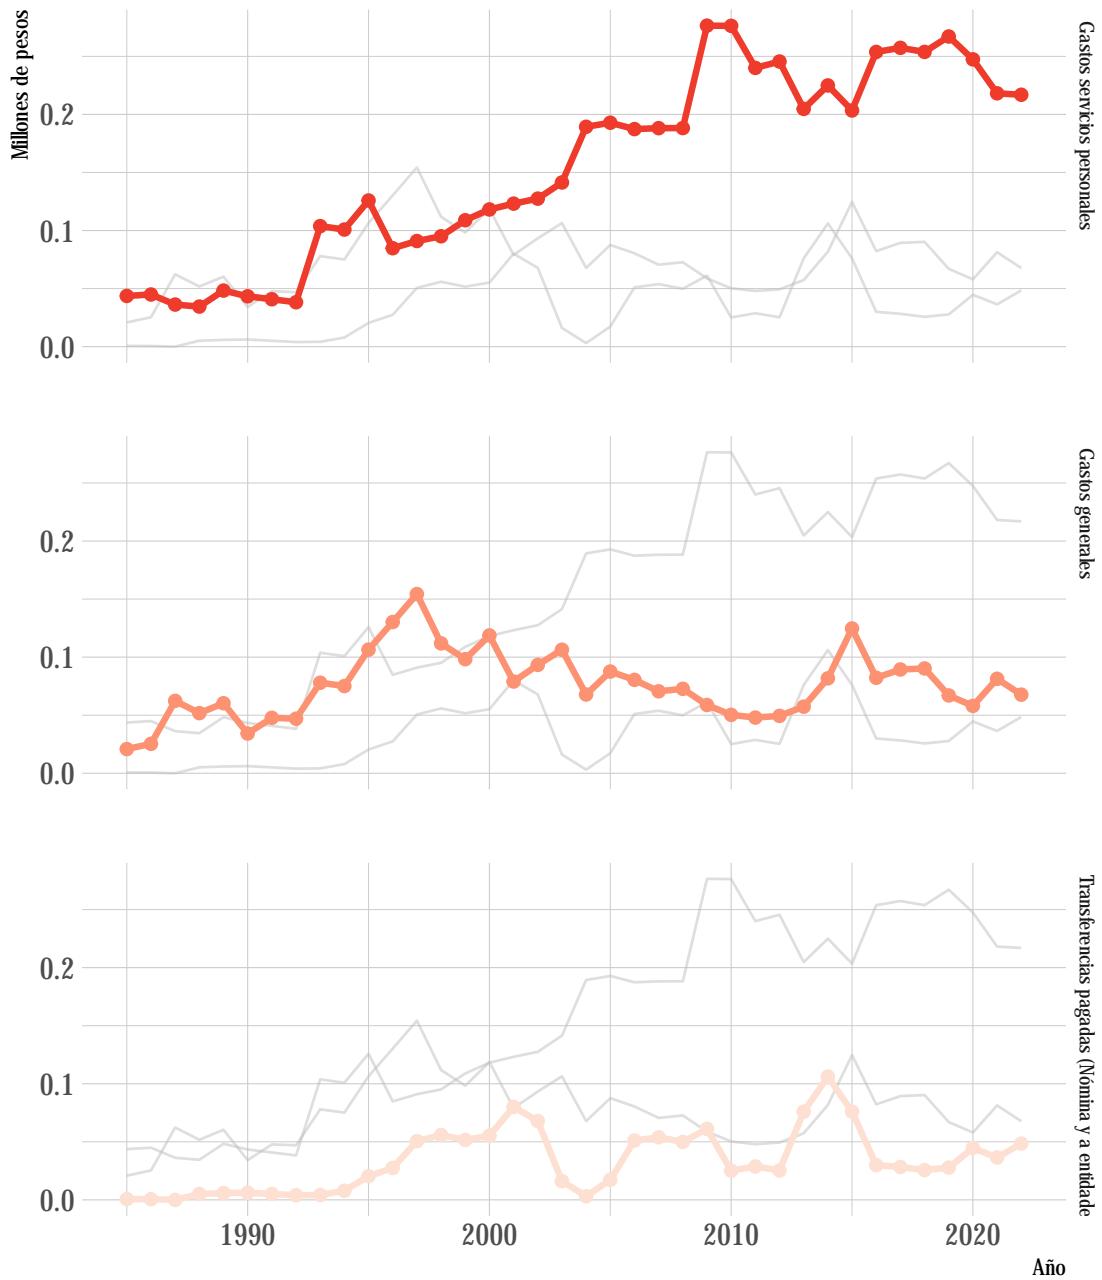 Millones de pesos
0.2
0.1
0.0
Gastos servicios personales
0.2
0.1
0.0
Gastos generales
0.2
0.1
0.0
Transferencias pagadas (Nómina y a entidade
1990 2000 2010 2020
Año